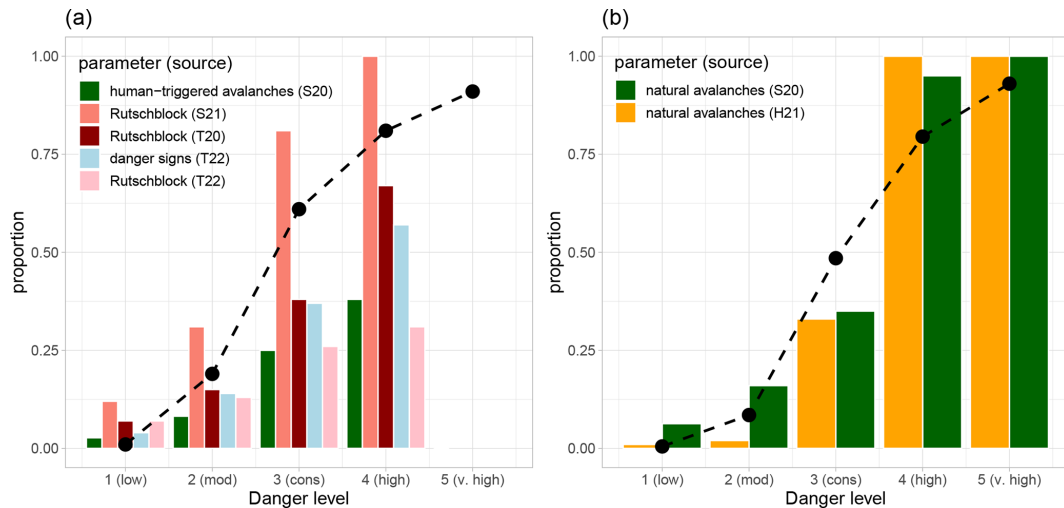 (a)
parameter (source)
human−triggered avalanches (S20)
Rutschblock (S21)
Rutschblock (T20)
danger signs (T22)
Rutschblock (T22)
proportion
1.00
0.75
0.50
0.25
0.00
1 (low)
2 (mod)
3 (cons)
4 (high)
5 (v. high)
Danger level
(b)
parameter (source)
natural avalanches (S20)
natural avalanches (H21)
proportion
1.00
0.75
0.50
0.25
0.00
1 (low)
2 (mod)
3 (cons)
4 (high)
5 (v. high)
Danger level